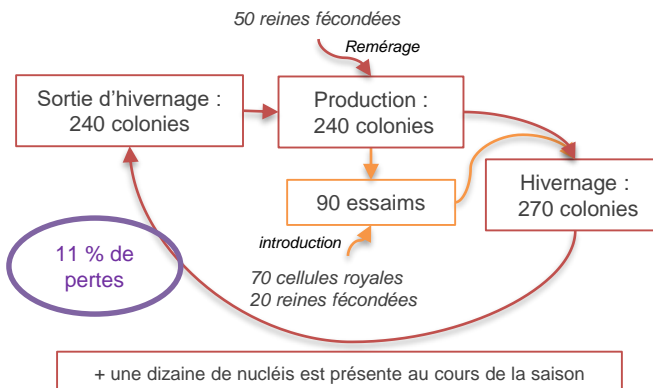 50 reines fécondées
Remérage
Sortie d'hivernage :
240 colonies
Production :
240 colonies
Hivernage :
270 colonies
90 essaims
11 % de
pertes
introduction
70 cellules royales
20 reines fécondées
+ une dizaine de nucléis est présente au cours de la saison